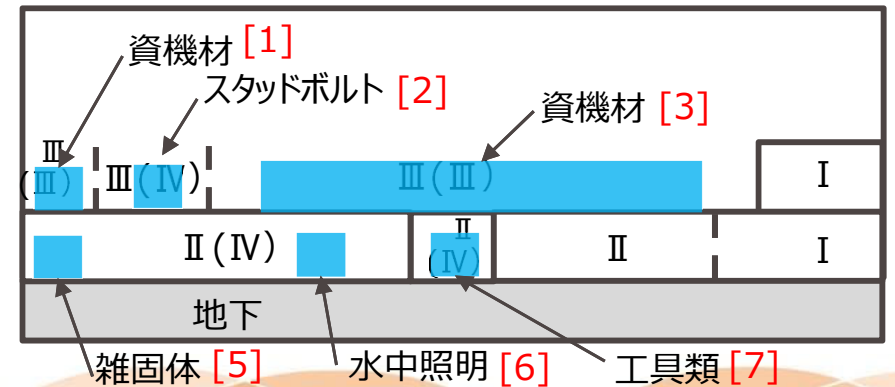 資機材 [1]
スタッドボルト [2]
資機材 [3]
Ⅲ
(Ⅲ)
Ⅲ(Ⅳ)
Ⅲ(Ⅲ)
Ⅰ
Ⅱ(Ⅳ)
Ⅱ
(Ⅳ)
Ⅱ
Ⅰ
地下
雑固体 [5]
水中照明 [6]
工具類 [7]